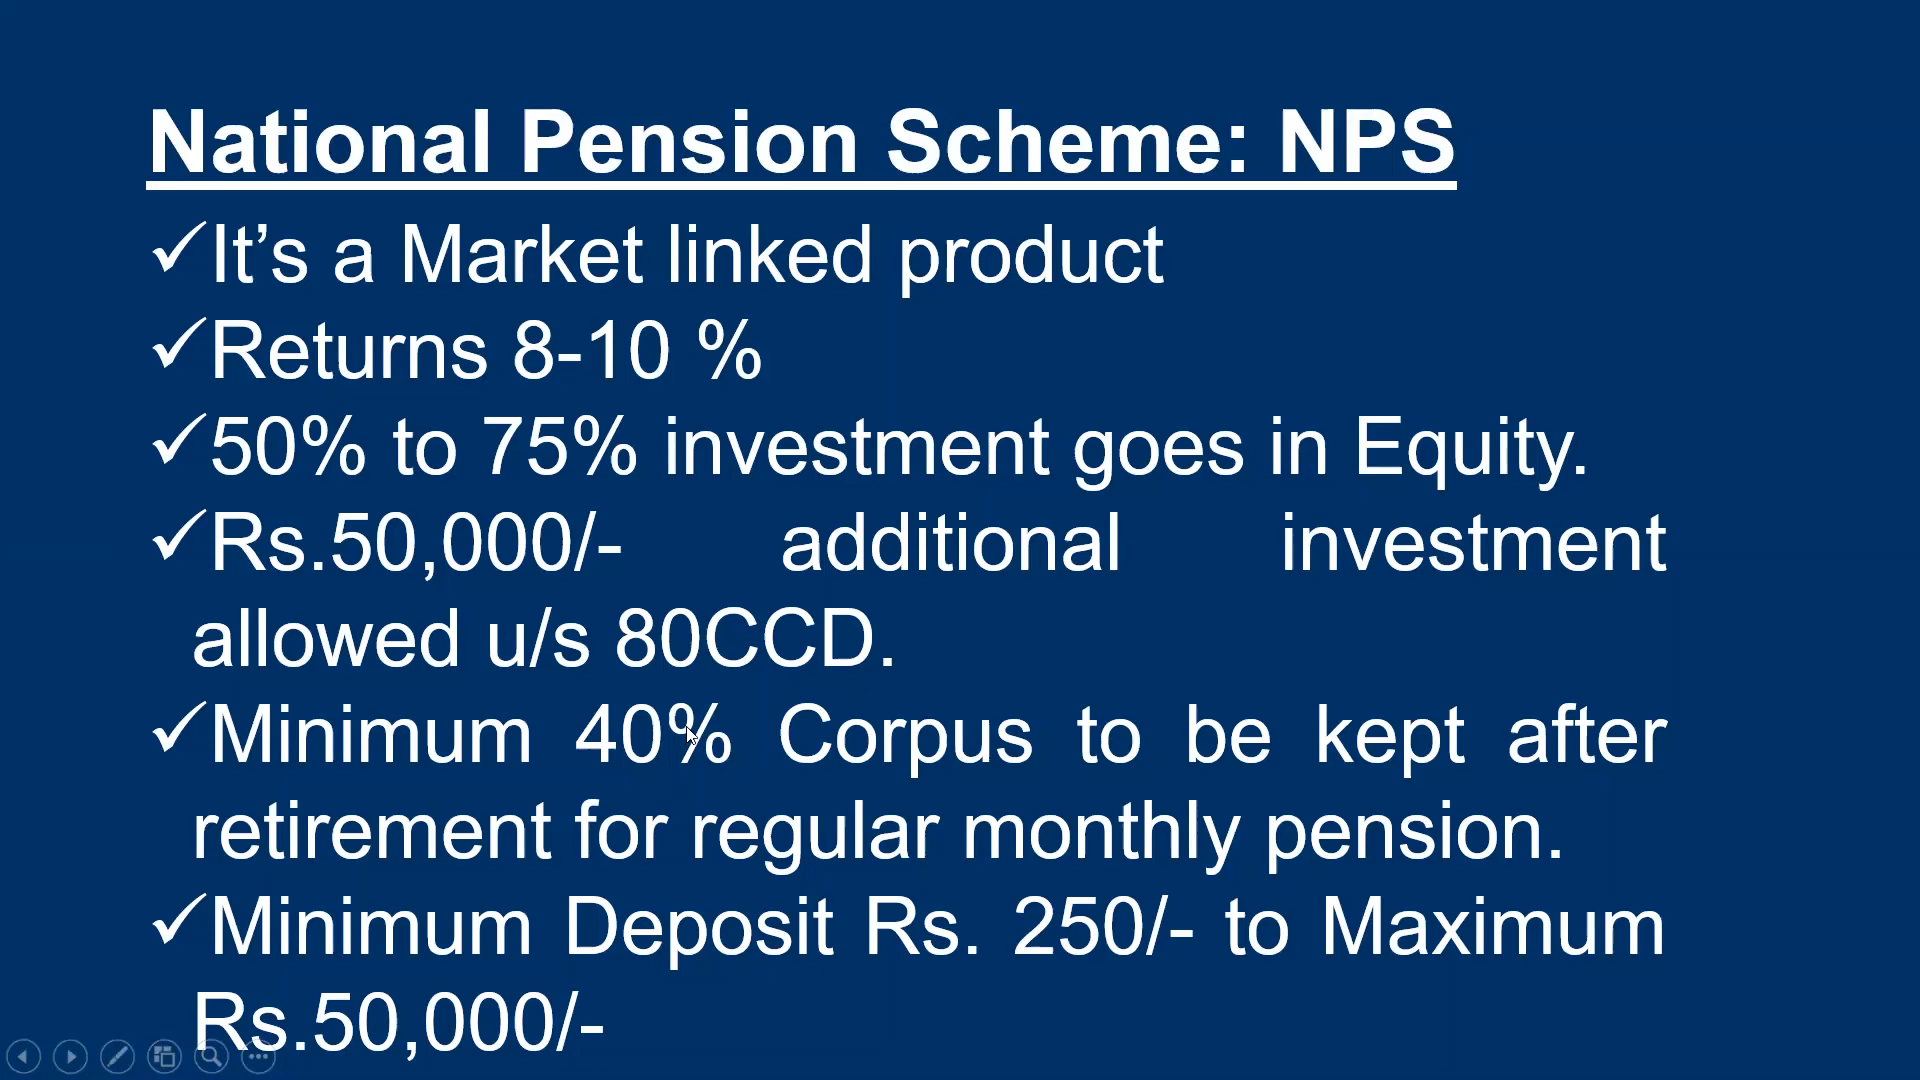 National Pension Scheme: NPS
✓It’s a Market linked product
✓Returns 8-10 %
✓50% to 75% investment goes in Equity.
✓Rs.50,000/- additional investment
allowed u/s 80CCD.
✓Minimum 40% Corpus to be kept after
retirement for regular monthly pension.
✓Minimum Deposit Rs. 250/- to Maximum
Rs.50,000/-